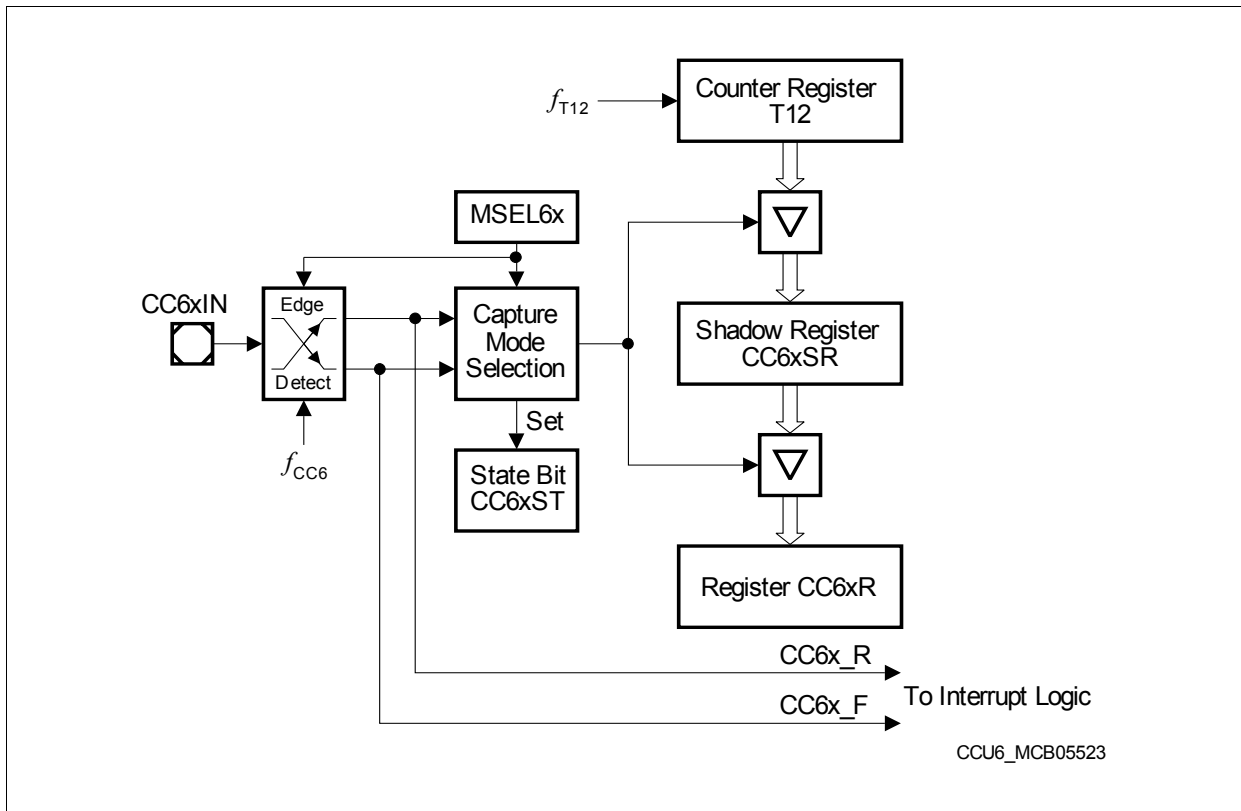 Counter Register
T12
fT12
MSEL6x
CC6xIN
Edge
Detect
Capture
Mode
Selection
Shadow Register
CC6xSR
Set
fCC6
State Bit
CC6xST
Register CC6xR
CC6x_R
To Interrupt Logic
CC6x_F
CCU6_MCB05523